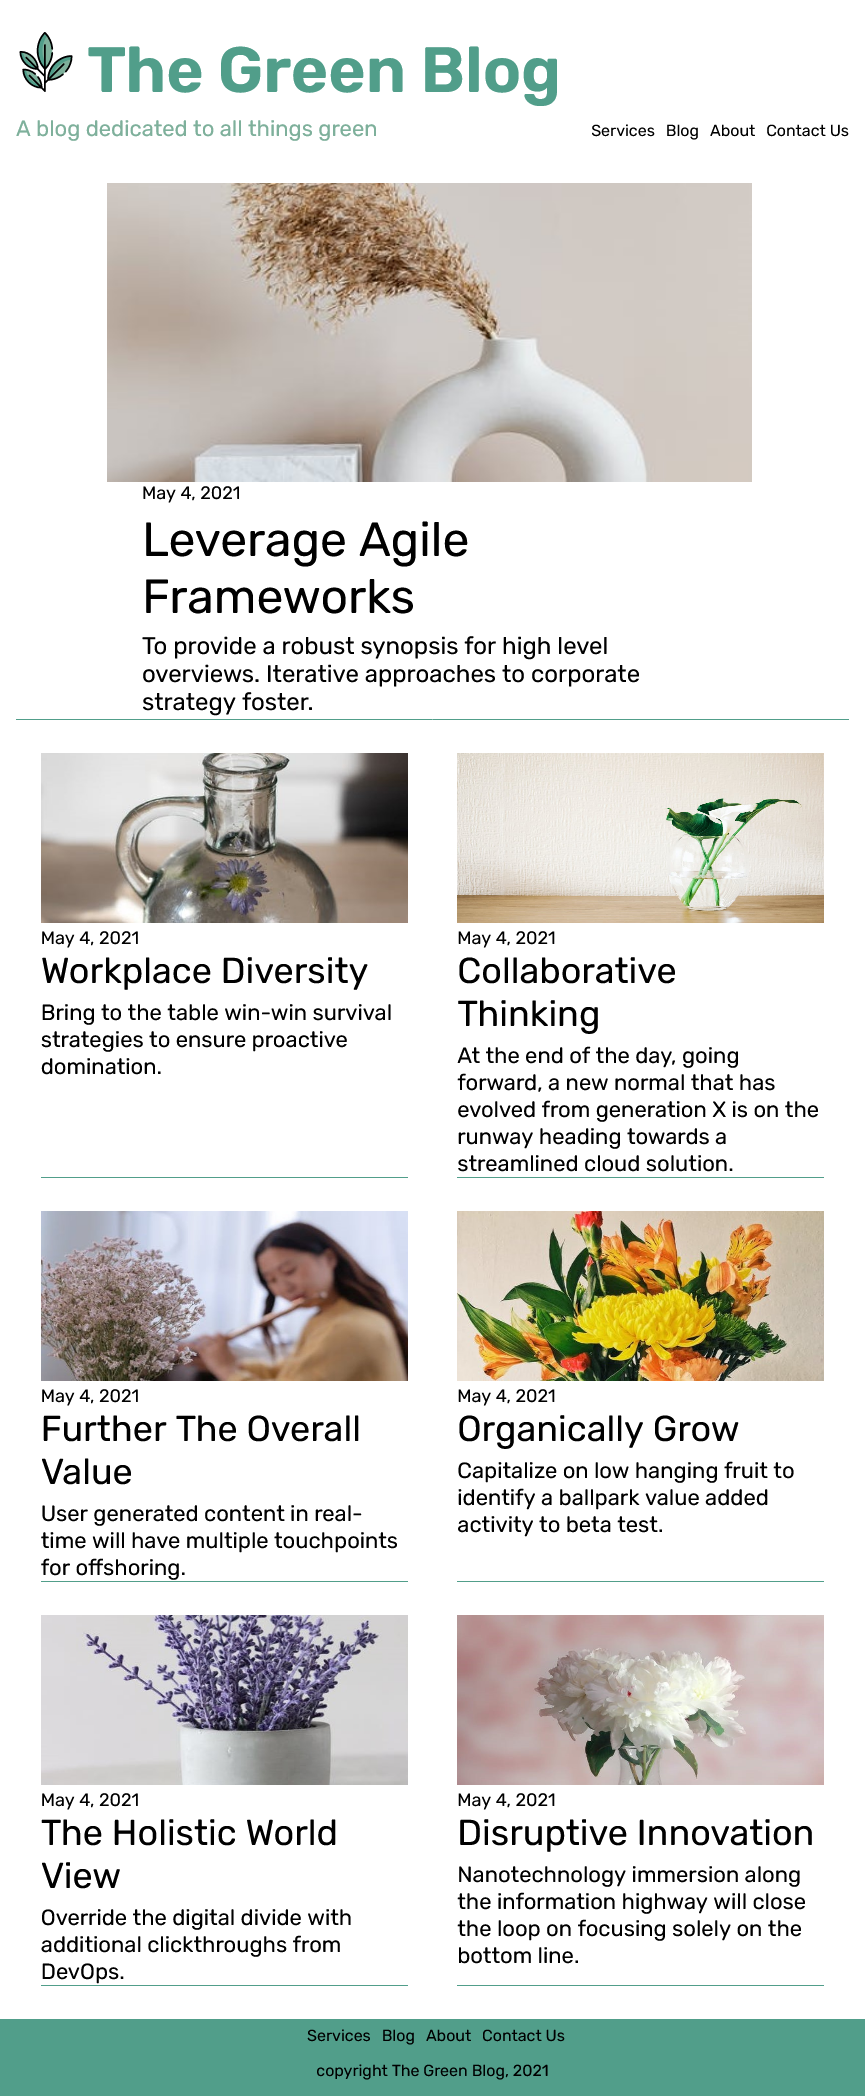 The Green Blog
A blog dedicated to all things green
Services Blog About Contact Us
May 4, 2021
Leverage Agile
Frameworks
To provide a robust synopsis for high level
overviews. Iterative approaches to corporate
strategy foster.
May 4, 2021
Workplace Diversity
Bring to the table win-win survival
strategies to ensure proactive
domination.
May 4, 2021
Collaborative
Thinking
At the end of the day, going
forward, a new normal that has
evolved from generation X is on the
runway heading towards a
streamlined cloud solution.
May 4, 2021
Further The Overall
Value
User generated content in real-
time will have multiple touchpoints
for offshoring.
May 4, 2021
Organically Grow
Capitalize on low hanging fruit to
identify a ballpark value added
activity to beta test.
May 4, 2021
The Holistic World
View
Override the digital divide with
additional clickthroughs from
DevOps.
May 4, 2021
Disruptive Innovation
Nanotechnology immersion along
the information highway will close
the loop on focusing solely on the
bottom line.
Services Blog About Contact Us
copyright The Green Blog, 2021